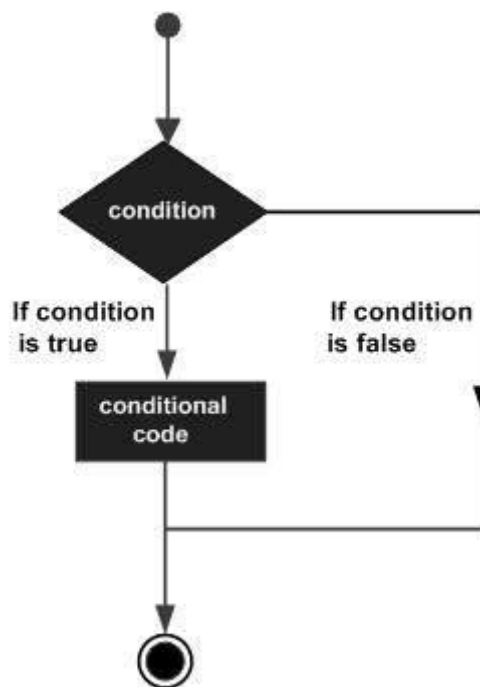 condition
If condition
is true
If condition
is false
conditional
code